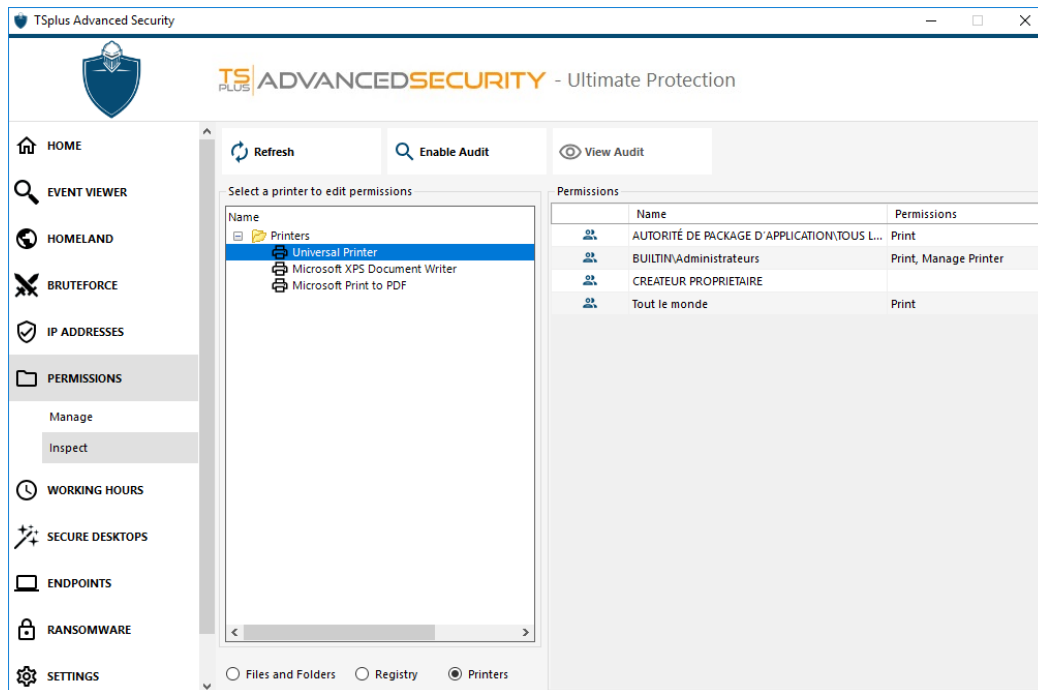 TSplus Advanced Security
TS PLUS ADVANCEDSECURITY - Ultimate Protection
HOME
EVENT VIEWER
HOMELAND
BRUTEFORCE
IP ADDRESSES
PERMISSIONS
Manage
Inspect
WORKING HOURS
SECURE DESKTOPS
ENDPOINTS
RANSOMWARE
SETTINGS
Refresh
Enable Audit
View Audit
Select a printer to edit permissions
Name
Printers
Universal Printer
Microsoft XPS Document Writer
Microsoft Print to PDF
Files and Folders
Registry
Printers
Permissions
Name Permissions
AUTORITÉ DE PACKAGE D'APPLICATION\TOUS L... Print
BUILTIN\Administrateurs Print, Manage Printer
CREATEUR PROPRIETAIRE
Tout le monde Print